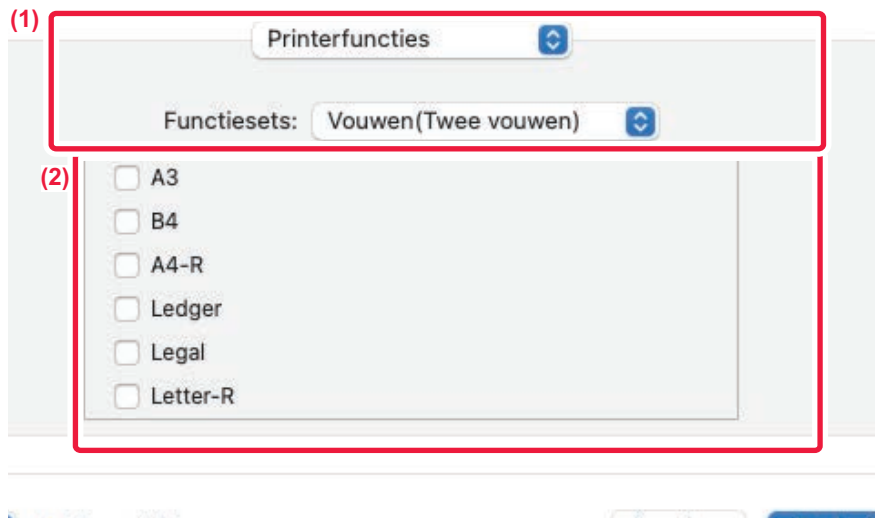 (1)
Printerfuncties
Functiesets: Vouwen(Twee vouwen)
(2)
A3
B4
A4-R
Ledger
Legal
Letter-R